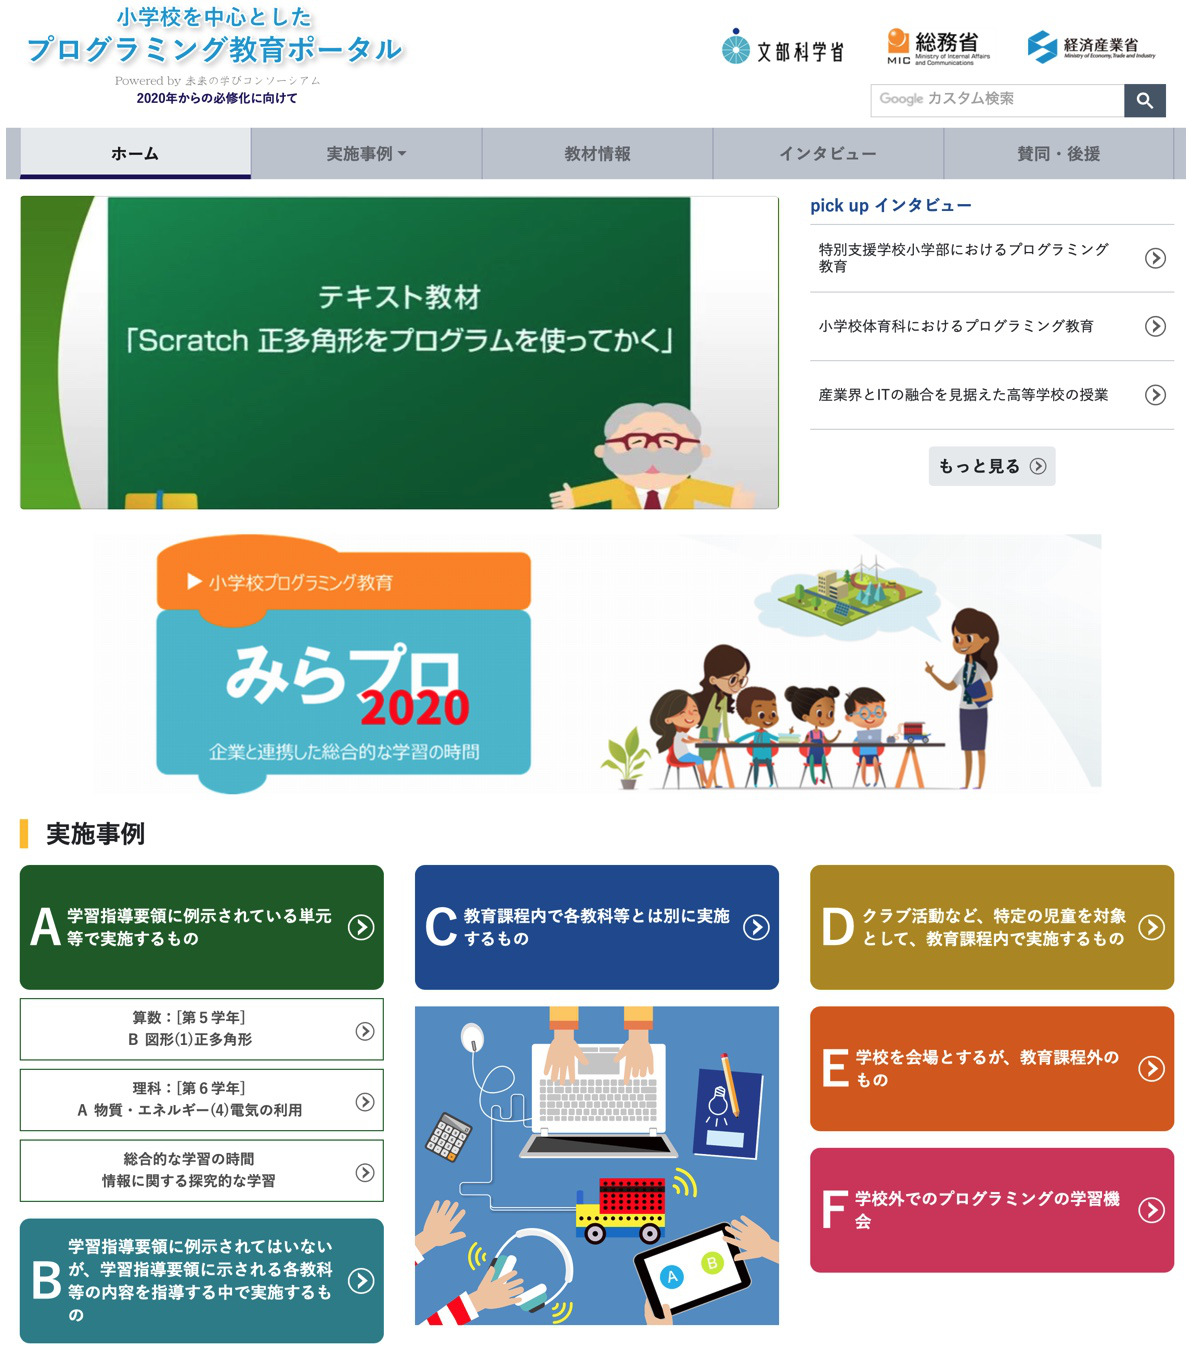 小学校を中心とした
プログラミング教育ポータル
Powered by 未来の学びコンソーシアム
2020年からの必修化に向けて
文部科学省
総務省
MIC Ministry of Internal Affairs and Communications
経済産業省
Ministry of Economy, Trade and Industry
Google カスタム検索
ホーム
実施事例
教材情報
インタビュー
賛同・後援
テキスト教材
「Scratch 正多角形をプログラムを使ってかく」
pick up インタビュー
特別支援学校小学部におけるプログラミング
教育
小学校体育科におけるプログラミング教育
産業界とITの融合を見据えた高等学校の授業
もっと見る
小学校プログラミング教育
みらプロ
2020
企業と連携した総合的な学習の時間
実施事例
A 学習指導要領に例示されている単元
等で実施するもの
算数：［第５学年］
B 図形(1)正多角形
理科：［第６学年］
A 物質・エネルギー(4)電気の利用
総合的な学習の時間
情報に関する探究的な学習
B 学習指導要領に例示されてはいない
が、学習指導要領に示される各教科
等の内容を指導する中で実施するも
の
C 教育課程内で各教科等とは別に実施
するもの
A
B
D クラブ活動など、特定の児童を対象
として、教育課程内で実施するもの
E 学校を会場とするが、教育課程外の
もの
F 学校外でのプログラミングの学習機
会